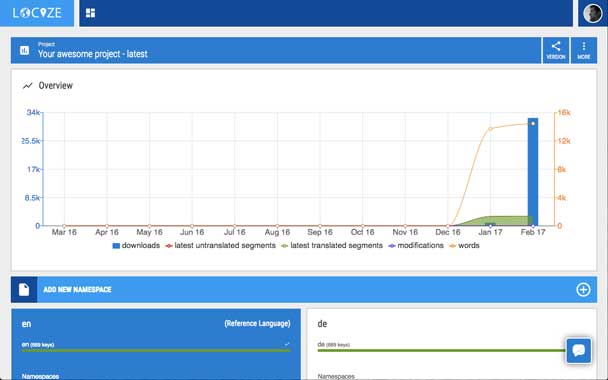 LOCIZE
Project
Your awesome project - latest
VERSION
MORE
Overview
34k
25.5k
17k
8.5k
0
16k
12k
8k
4k
0
Mar 16 Apr 16 May 16 Jun 16 Jul 16 Aug 16 Sep 16 Oct 16 Nov 16 Dec 16 Jan 17 Feb 17
downloads latest untranslated segments latest translated segments modifications words
ADD NEW NAMESPACE
en (Reference Language)
en (669 keys)
Namespaces
de
de (669 keys)
Namespaces